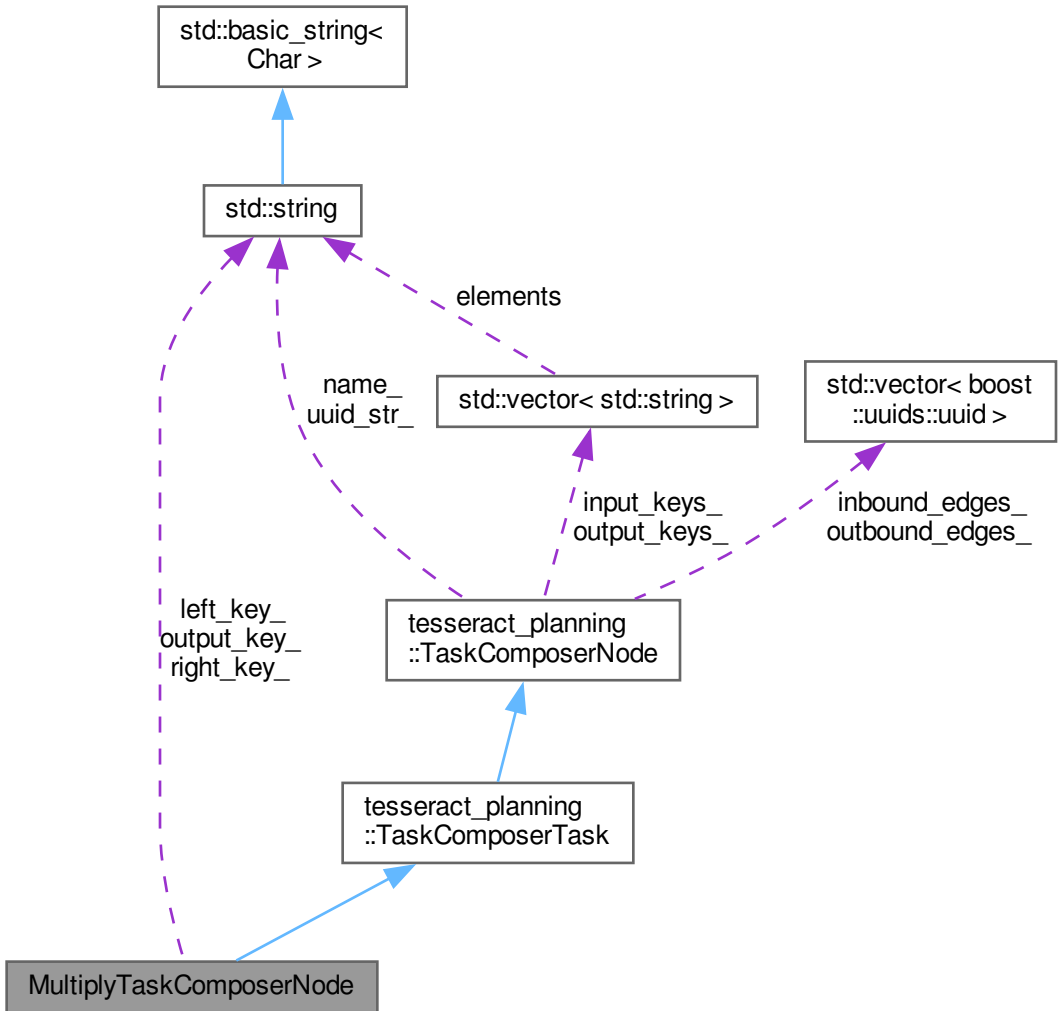 std::basic_string<
Char >
std::string
elements
name_
uuid_str_
std::vector< std::string >
std::vector< boost
::uuids::uuid >
input_keys_
output_keys_
inbound_edges_
outbound_edges_
left_key_
output_key_
right_key_
tesseract_planning
::TaskComposerNode
tesseract_planning
::TaskComposerTask
MultiplyTaskComposerNode